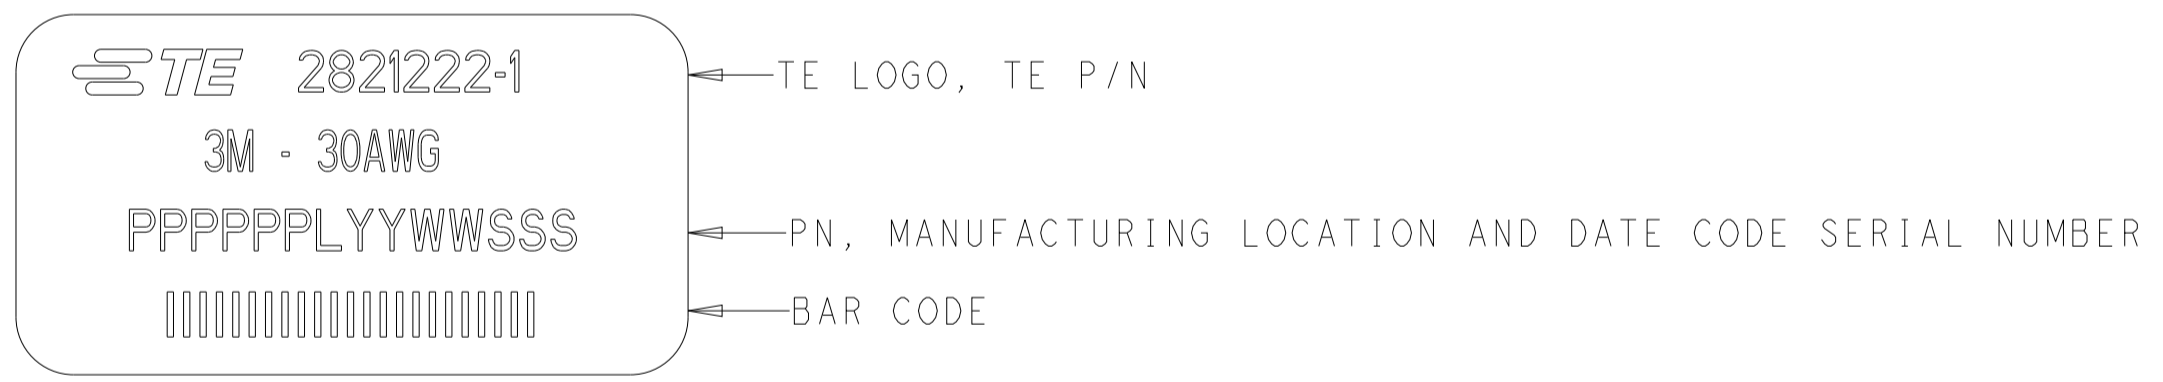 TE 2821222-1
TE LOGO, TE P/N
3M - 30AWG
PPPPPPLYYWWSSS
PN, MANUFACTURING LOCATION AND DATE CODE SERIAL NUMBER
BAR CODE